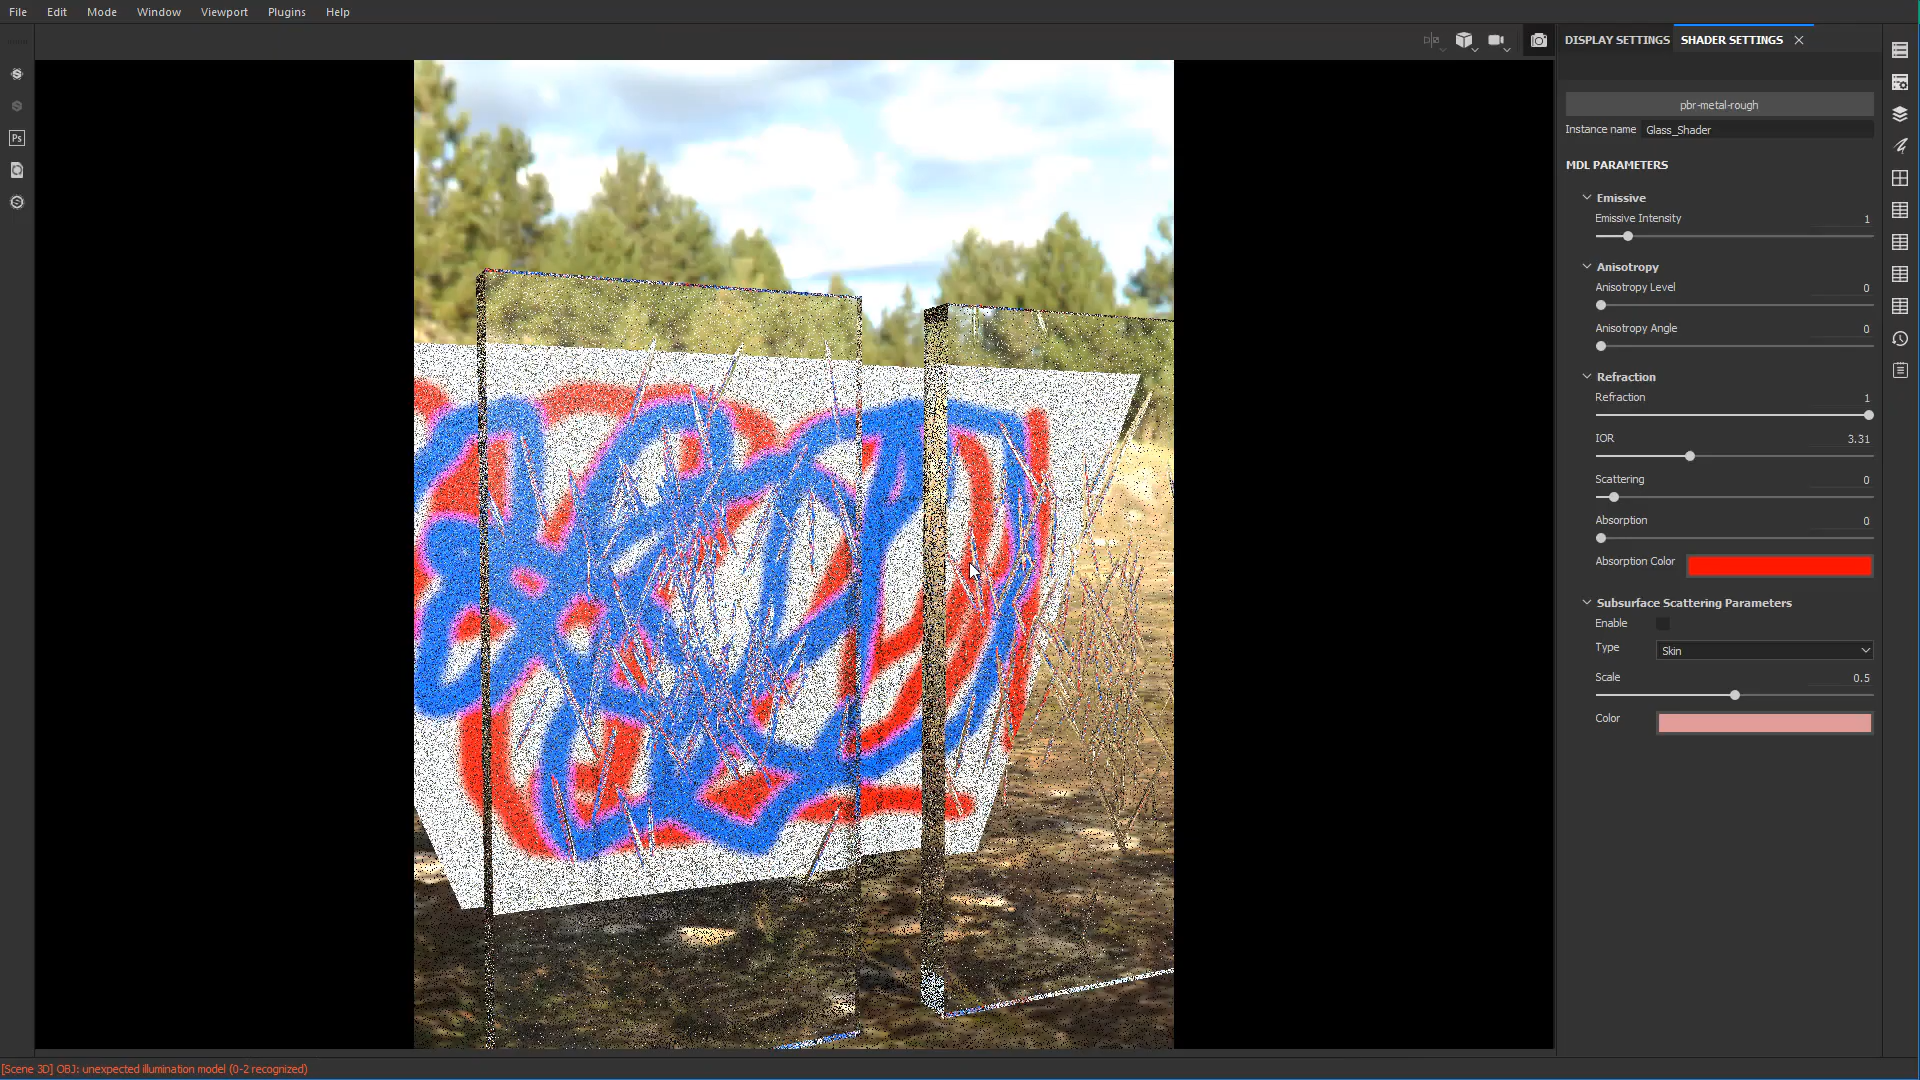 File Edit Mode Window Viewport Plugins Help
DISPLAY SETTINGS SHADER SETTINGS
Ps
pbr-metal-rough
Instance name Glass_Shader
MDL PARAMETERS
Emissive
Emissive Intensity 1
Anisotropy
Anisotropy Level 0
Anisotropy Angle 0
Refraction
Refraction 1
IOR 3.31
Scattering 0
Absorption 0
Absorption Color
Subsurface Scattering Parameters
Enable
Type Skin
Scale 0.5
Color
[Scene 3D] OBJ: unexpected illumination model (0-2 recognized)